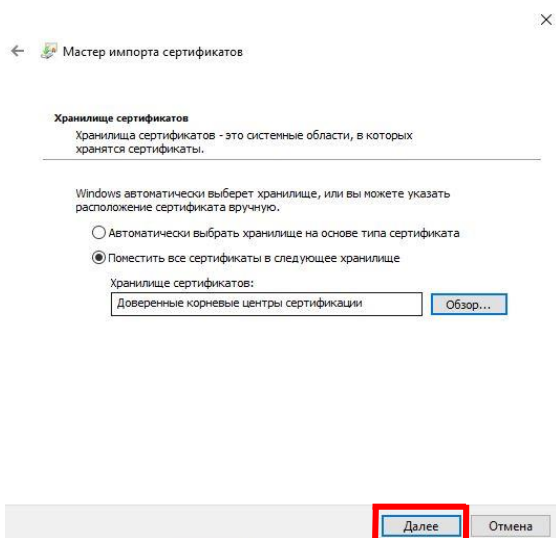 Мастер импорта сертификатов
Хранилище сертификатов
Хранилища сертификатов - это системные области, в которых
хранятся сертификаты.
Windows автоматически выберет хранилище, или вы можете указать
расположение сертификата вручную.
Автоматически выбрать хранилище на основе типа сертификата
Поместить все сертификаты в следующее хранилище
Хранилище сертификатов:
Доверенные корневые центры сертификации
Обзор...
Далее
Отмена